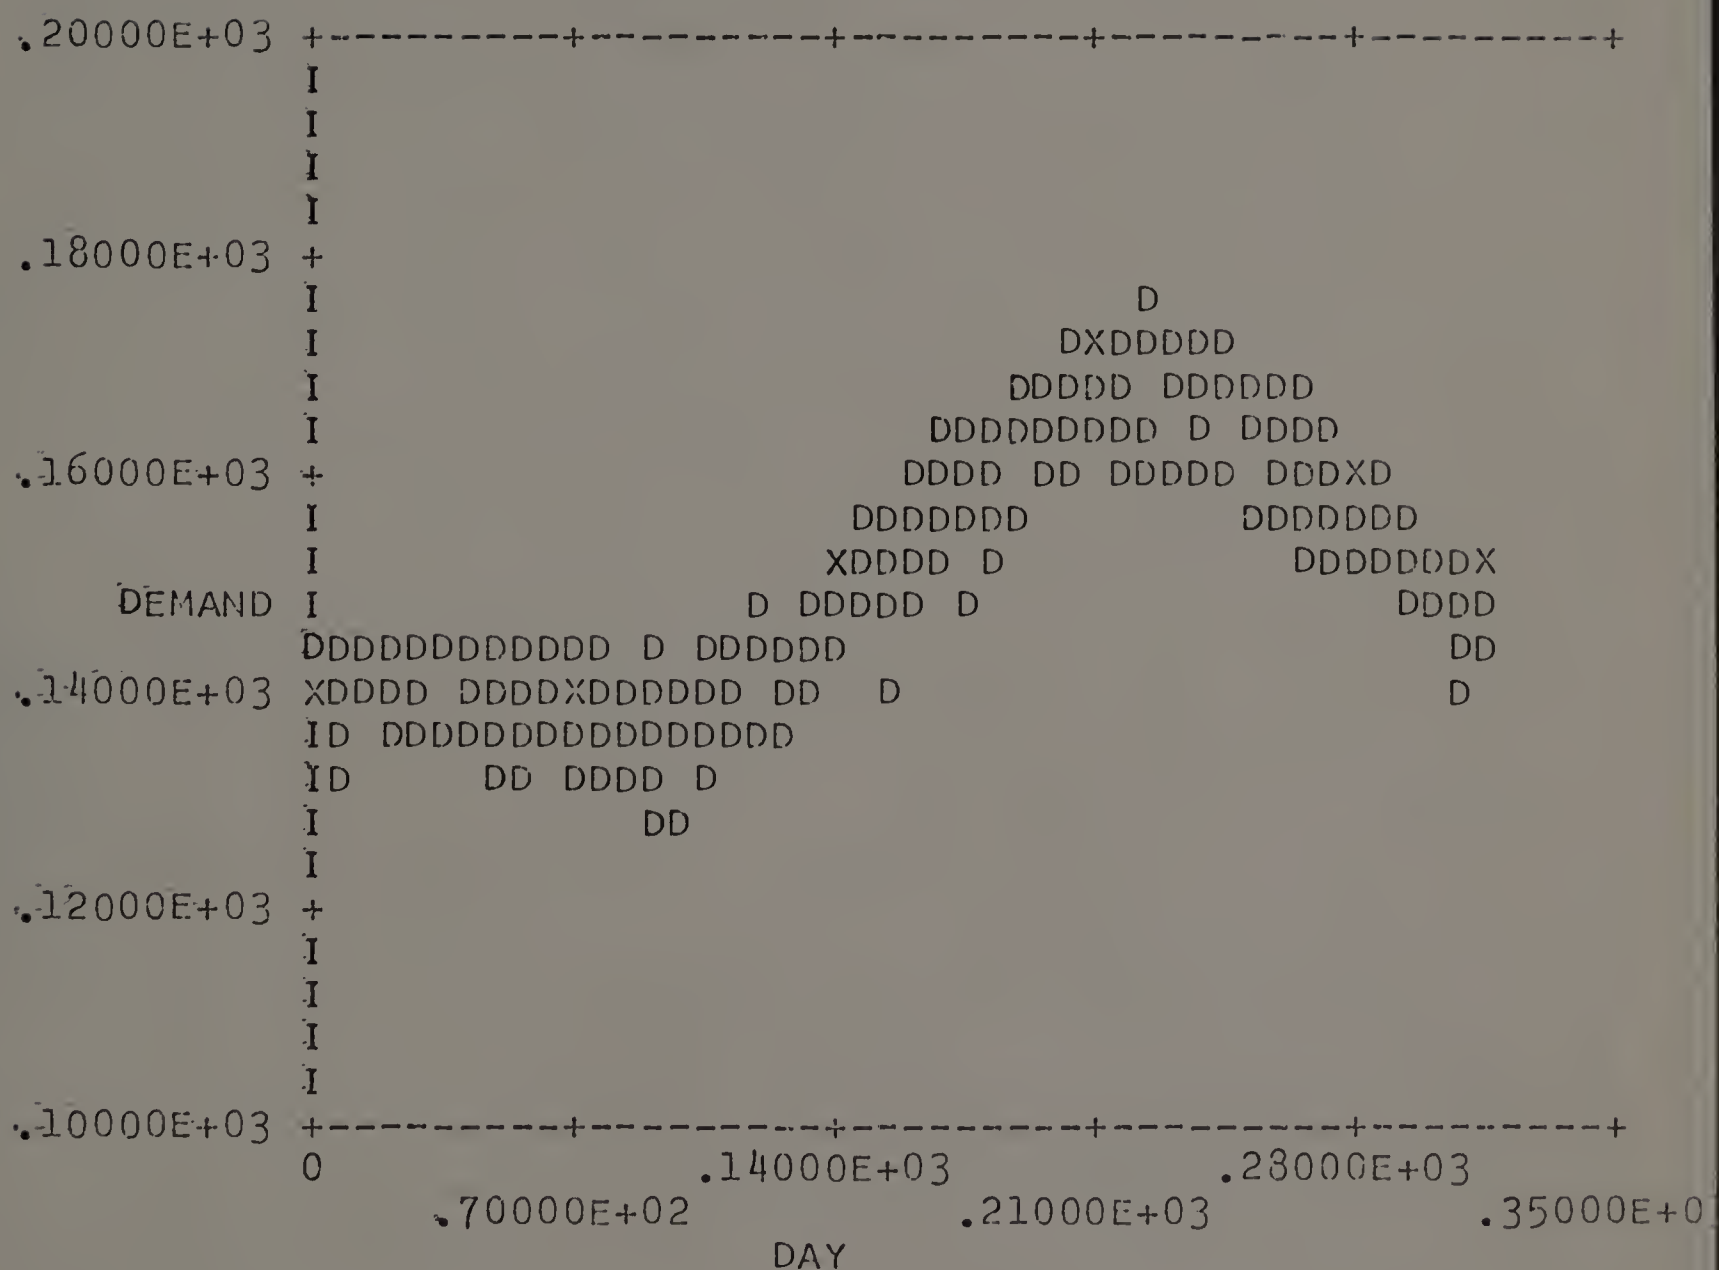 .20000E+03 +---------+---------+---------+---------+---------+
I
I
I
I
.18000E+03 +
I D
I DXDDDDD
I DDDDD DDDDDD
I DDDDDDDDD D DDDD
.16000E+03 + DDDD DD DDDDD DDDXD
I DDDDDDD DDDDDDD
I XDDDD D DDDDDDDX
DEMAND I D DDDDD D DDDD
DDDDDDDDDDDD D DDDDDD DD
.14000E+03 XDDDD DDDDXDDDDDD DD D D
ID DDDDDDDDDDDDDDDD
ID DD DDDD D
I DD
I
.12000E+03 +
I
I
I
I
.10000E+03 +---------+---------+---------+---------+---------+
0 .14000E+03 .28000E+03
.70000E+02 .21000E+03 .35000E+0
DAY